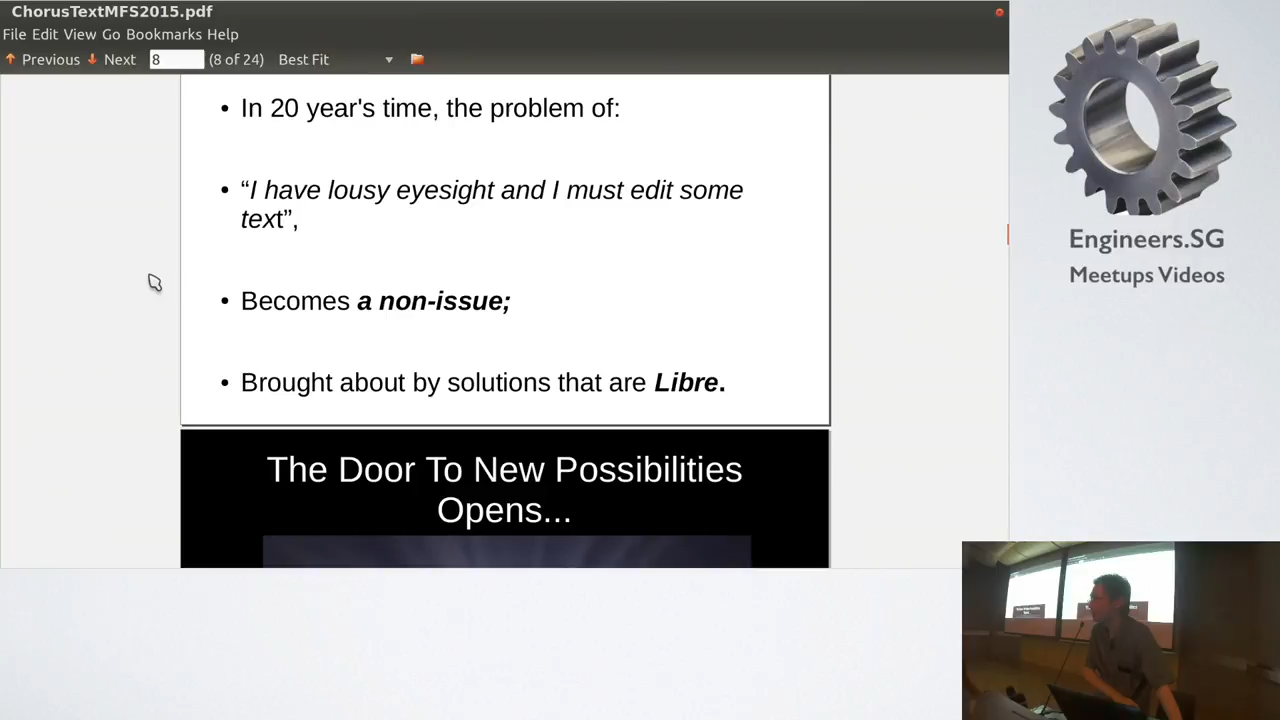 ChorusTextMFS2015.pdf
File Edit View Go Bookmarks Help
Previous Next 8 (8 of 24) Best Fit
• In 20 year's time, the problem of:
• “I have lousy eyesight and I must edit some
text”,
• Becomes a non-issue;
• Brought about by solutions that are Libre.
The Door To New Possibilities
Opens...
Engineers.SG
Meetups Videos